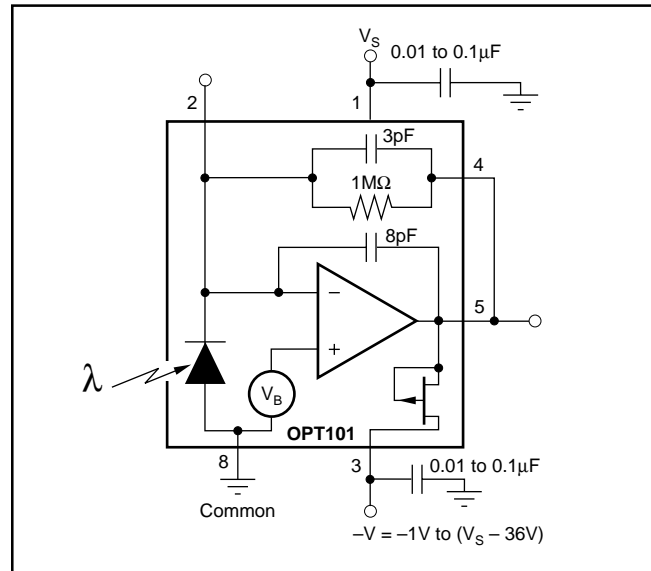 V_S
0.01 to 0.1μF
2
1
3pF
4
1MΩ
8pF
−
5
+
λ
V_B
OPT101
8
3
0.01 to 0.1μF
Common
–V = –1V to (V_S – 36V)